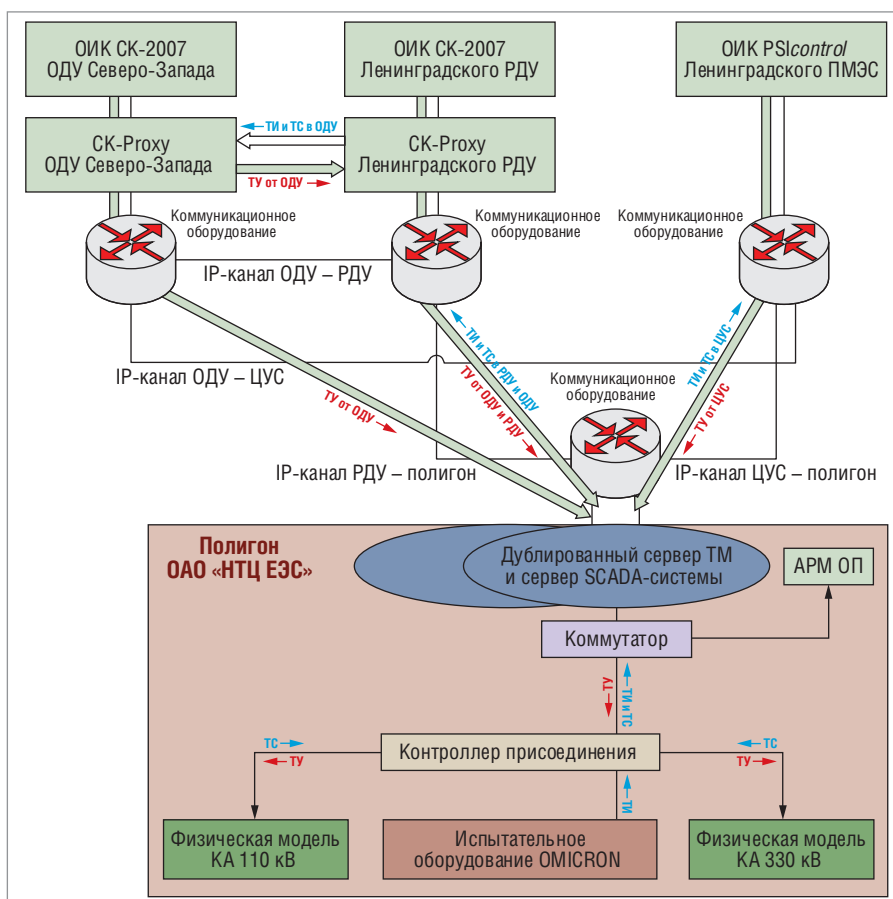 ОИК СК-2007
ОДУ Северо-Запада
ОИК СК-2007
Ленинградского РДУ
ОИК PSIcontrol
Ленинградского ПМЭС
СК-Proxy
ОДУ Северо-Запада
ТИ и ТС в ОДУ
ТУ от ОДУ
СК-Proxy
Ленинградского РДУ
Коммуникационное
оборудование
Коммуникационное
оборудование
Коммуникационное
оборудование
IP-канал ОДУ – РДУ
IP-канал ОДУ – ЦУС
ТУ от ОДУ
ТИ и ТС в РДУ и ОДУ
ТУ от ОДУ и РДУ
Коммуникационное
оборудование
ТИ и ТС в ЦУС
ТУ от ЦУС
IP-канал РДУ – полигон
IP-канал ЦУС – полигон
Полигон
ОАО «НТЦ ЕЭС»
Дублированный сервер ТМ
и сервер SCADA-системы
АРМ ОП
Коммутатор
ТУ
ТИ и ТС
ТС
ТУ
Контроллер присоединения
ТС
ТУ
ТИ
Физическая модель
КА 110 кВ
Испытательное
оборудование OMICRON
Физическая модель
КА 330 кВ